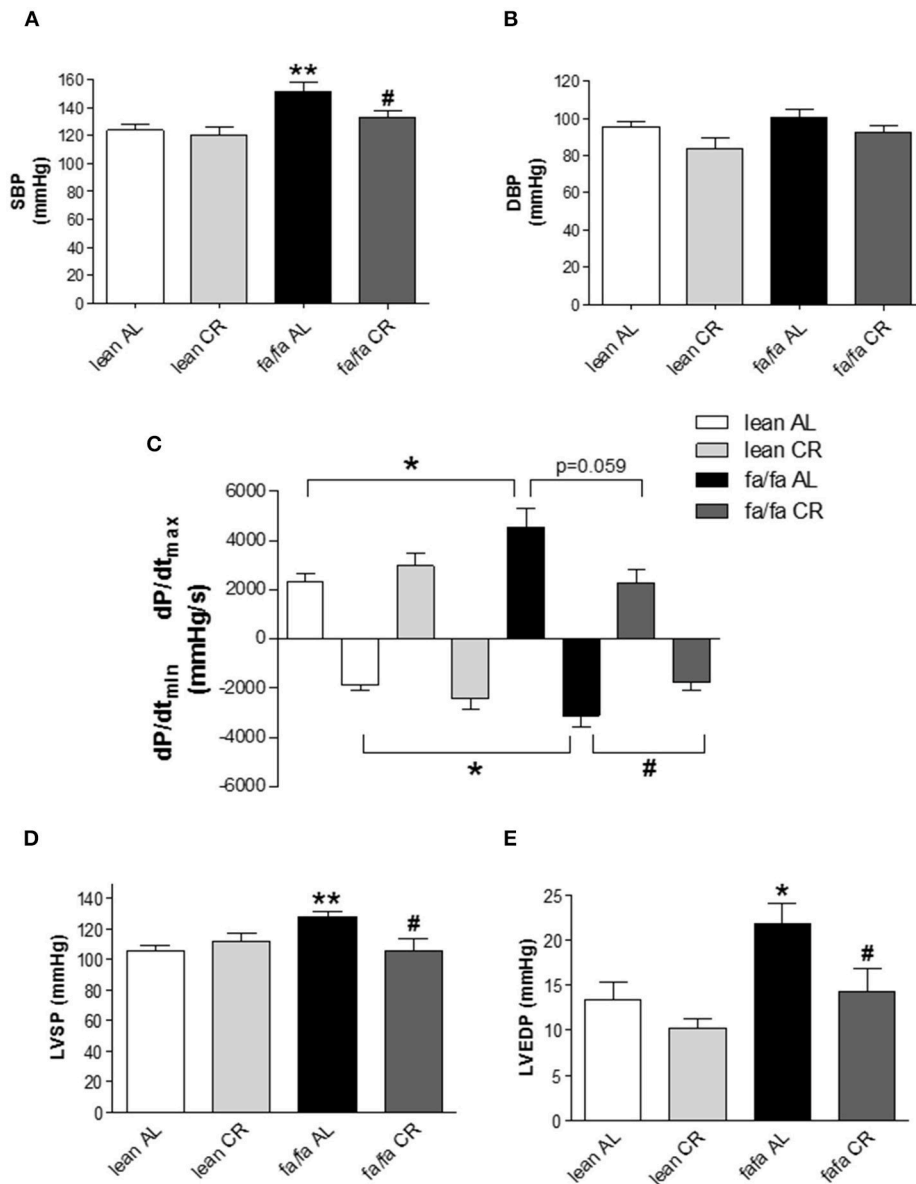 A
B
**
#
160
140
120
100
80
60
40
20
0
SBP
(mmHg)
lean AL
lean CR
fa/fa AL
fa/fa CR
120
100
80
60
40
20
0
DBP
(mmHg)
lean AL
lean CR
fa/fa AL
fa/fa CR
C
lean AL
lean CR
fa/fa AL
fa/fa CR
*
p=0.059
6000
4000
2000
0
-2000
-4000
-6000
dP/dtmin dP/dtmax
(mmHg/s)
*
#
D
E
**
#
140
120
100
80
60
40
20
0
LVSP (mmHg)
lean AL
lean CR
fa/fa AL
fa/fa CR
*
#
25
20
15
10
5
0
LVEDP (mmHg)
lean AL
lean CR
fafa AL
fafa CR